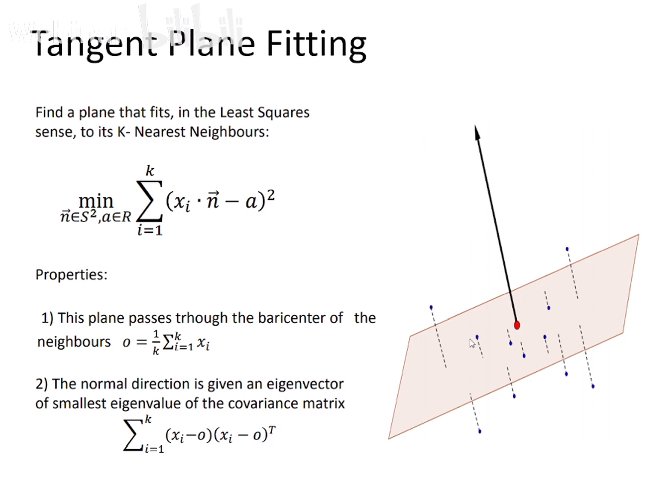 Tangent Plane Fitting
Find a plane that fits, in the Least Squares
sense, to its K- Nearest Neighbours:
\min_{\vec{n} \in S^2, a \in R} \sum_{i=1}^{k} (x_i \cdot \vec{n} - a)^2
Properties:
1) This plane passes trhough the baricenter of the
neighbours o = \frac{1}{k} \sum_{i=1}^{k} x_i
2) The normal direction is given an eigenvector
of smallest eigenvalue of the covariance matrix
\sum_{i=1}^{k} (x_i - o)(x_i - o)^T